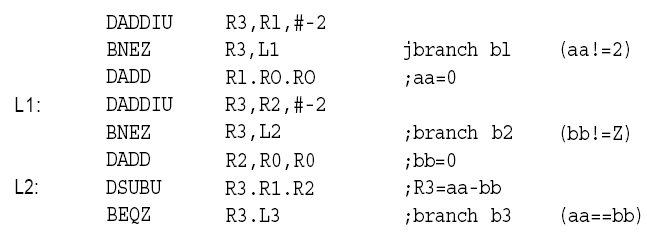 DADDIU R3,R1,#-2
BNEZ R3,L1 jbranch b1 (aa!=2)
DADD R1.RO.RO ;aa=0
L1: DADDIU R3,R2,#-2
BNEZ R3,L2 ;branch b2 (bb!=Z)
DADD R2,R0,R0 ;bb=0
L2: DSUBU R3.R1.R2 ;R3=aa-bb
BEQZ R3.L3 ;branch b3 (aa==bb)